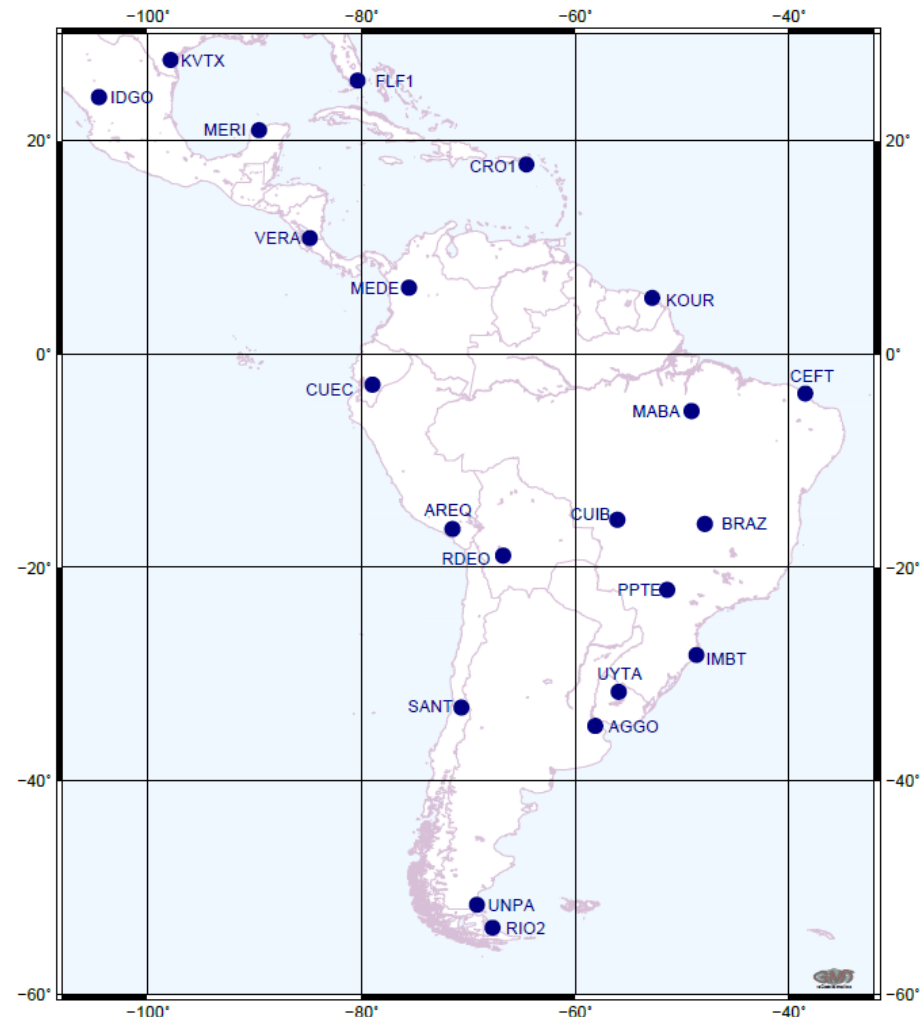 −100° −80° −60° −40°
KVTX
FLF1
IDGO
MERI
20° 20°
CRO1
VERA
MEDE
KOUR
0° 0°
CEFT
CUEC
MABA
AREQ
CUIB
BRAZ
RDEO
−20° −20°
PPTE
IMBT
UYTA
SANT
AGGO
−40° −40°
UNPA
RIO2
−60° −60°
−100° −80° −60° −40°